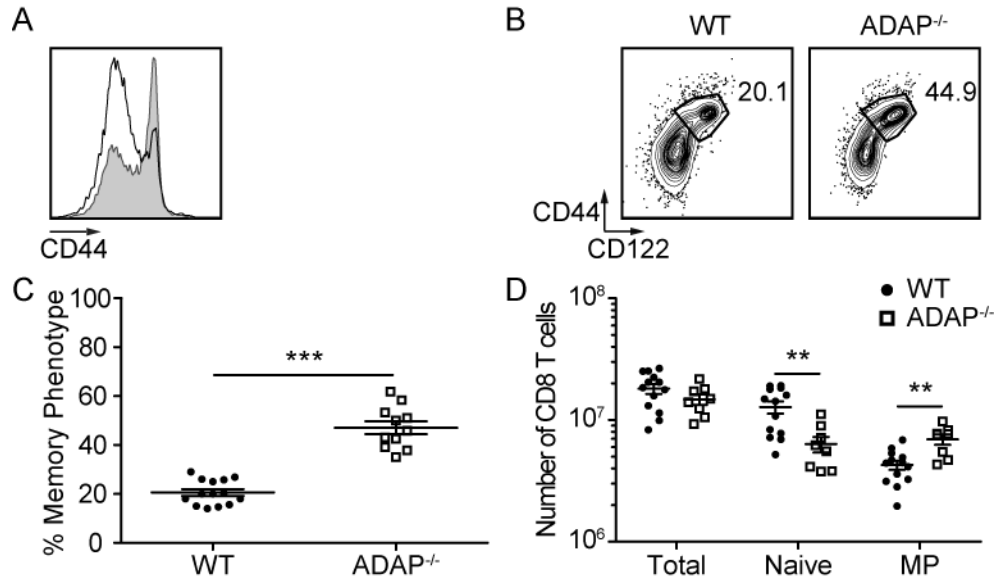 A
CD44
B
WT
ADAP-/-
20.1
44.9
CD44
CD122
C
% Memory Phenotype
100
80
60
40
20
0
***
WT
ADAP-/-
D
Number of CD8 T cells
10^8
10^7
10^6
WT
ADAP-/-
**
**
Total
Naive
MP